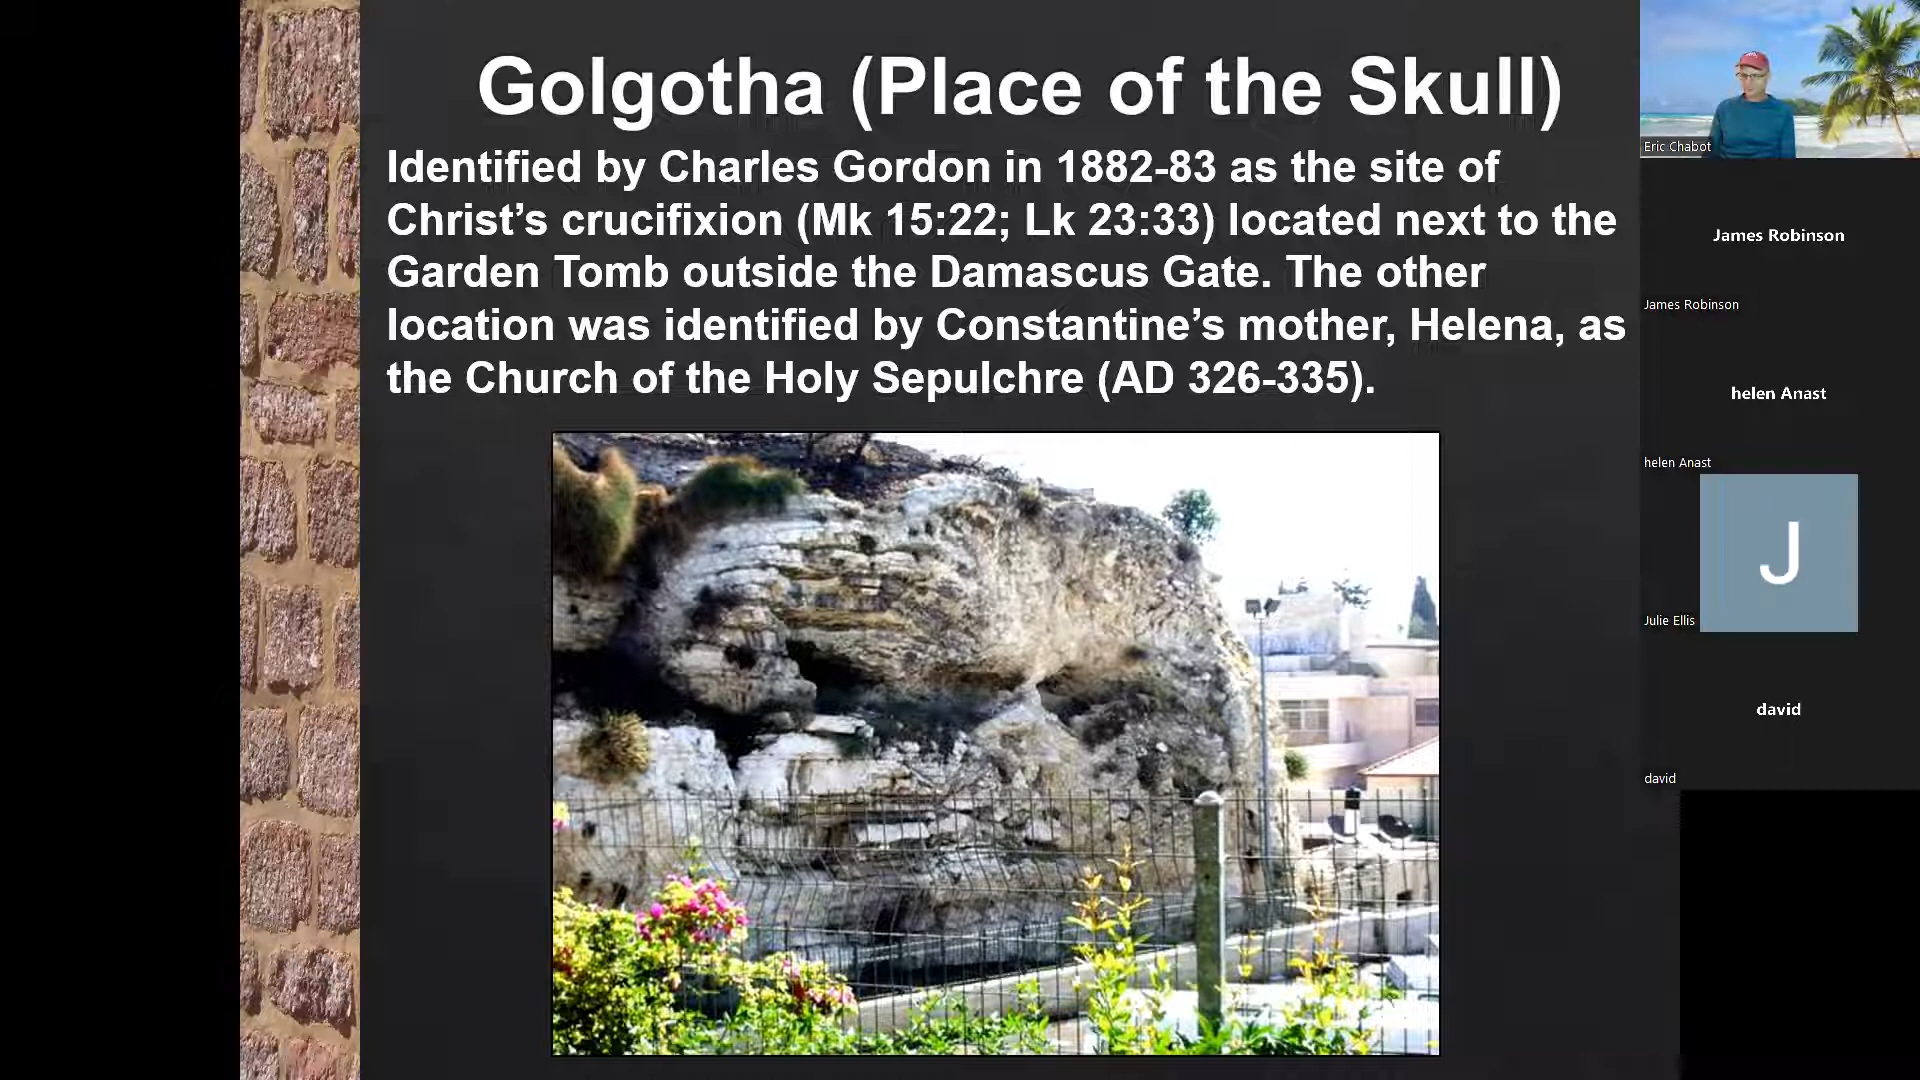 Golgotha (Place of the Skull)
Identified by Charles Gordon in 1882-83 as the site of
Christ’s crucifixion (Mk 15:22; Lk 23:33) located next to the
Garden Tomb outside the Damascus Gate. The other
location was identified by Constantine’s mother, Helena, as
the Church of the Holy Sepulchre (AD 326-335).
Eric Chabot
James Robinson
James Robinson
helen Anast
helen Anast
J
Julie Ellis
david
david